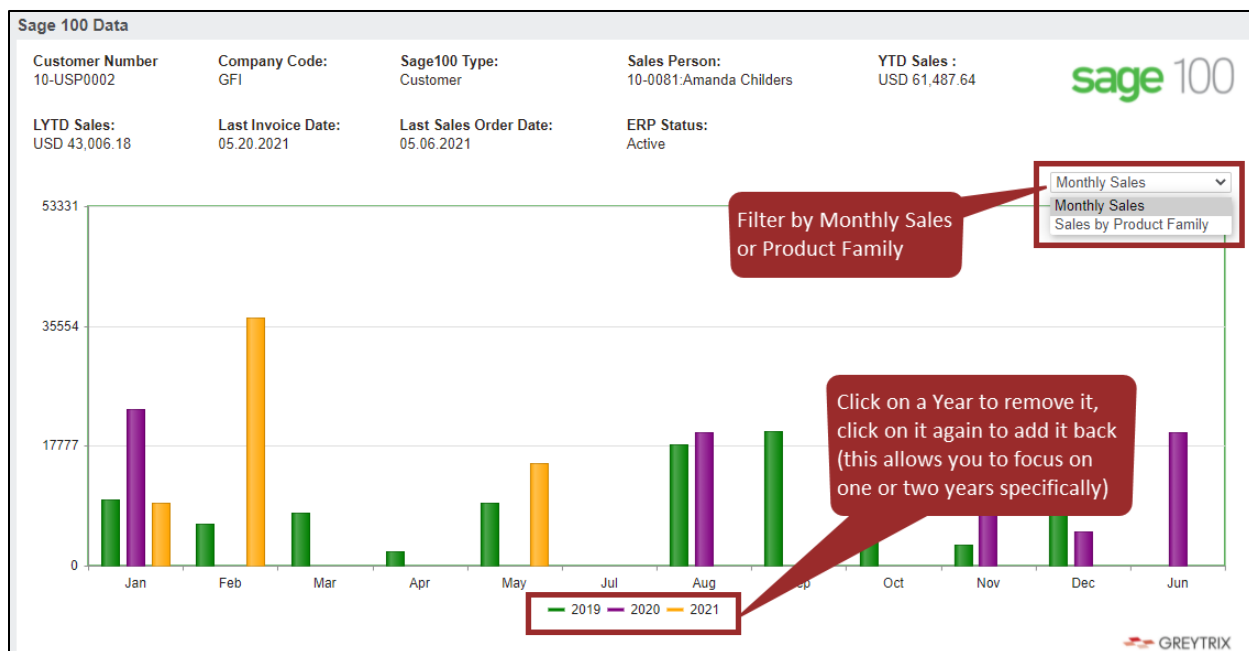 Sage 100 Data
Customer Number
10-USP0002
Company Code:
GFI
Sage100 Type:
Customer
Sales Person:
10-0081:Amanda Childers
YTD Sales :
USD 61,487.64
sage 100
LYTD Sales:
USD 43,006.18
Last Invoice Date:
05.20.2021
Last Sales Order Date:
05.06.2021
ERP Status:
Active
Monthly Sales
Monthly Sales
Sales by Product Family
Filter by Monthly Sales
or Product Family
53331
35554
17777
0
Click on a Year to remove it,
click on it again to add it back
(this allows you to focus on
one or two years specifically)
Jan Feb Mar Apr May Jul Aug Oct Nov Dec Jun
2019 2020 2021
GREYTRIX